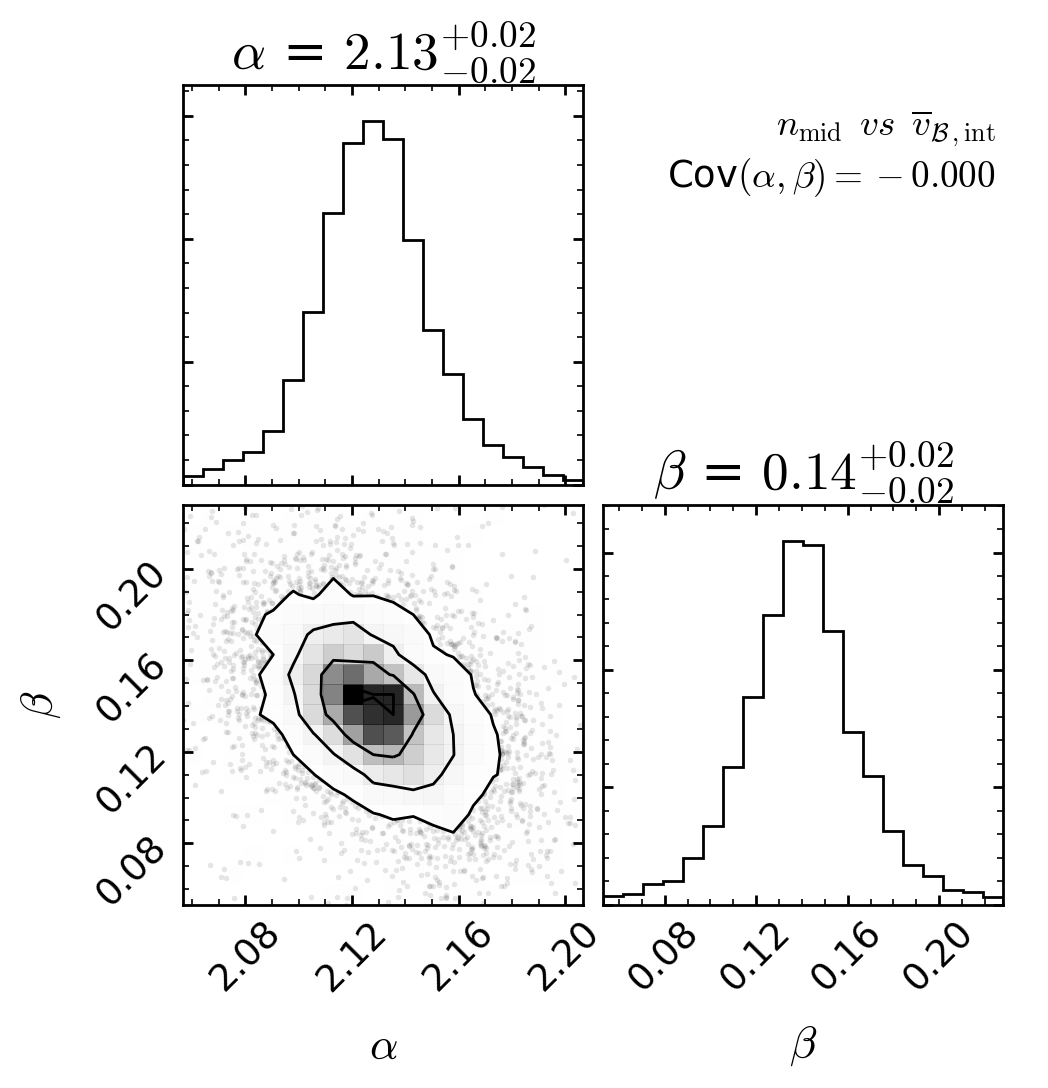 α = 2.13 +0.02 −0.02
n mid vs v̅ ℬ, int
Cov(α, β) = − 0.000
β = 0.14 +0.02 −0.02
β
0.20
0.16
0.12
0.08
2.08 2.12 2.16 2.20
0.08 0.12 0.16 0.20
α β